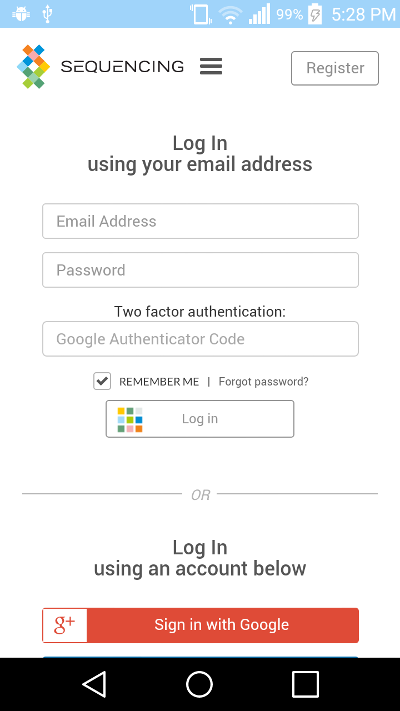 99% 5:28 PM
SEQUENCING
Register
Log In
using your email address
Email Address
Password
Two factor authentication:
Google Authenticator Code
REMEMBER ME | Forgot password?
Log in
OR
Log In
using an account below
g+ Sign in with Google